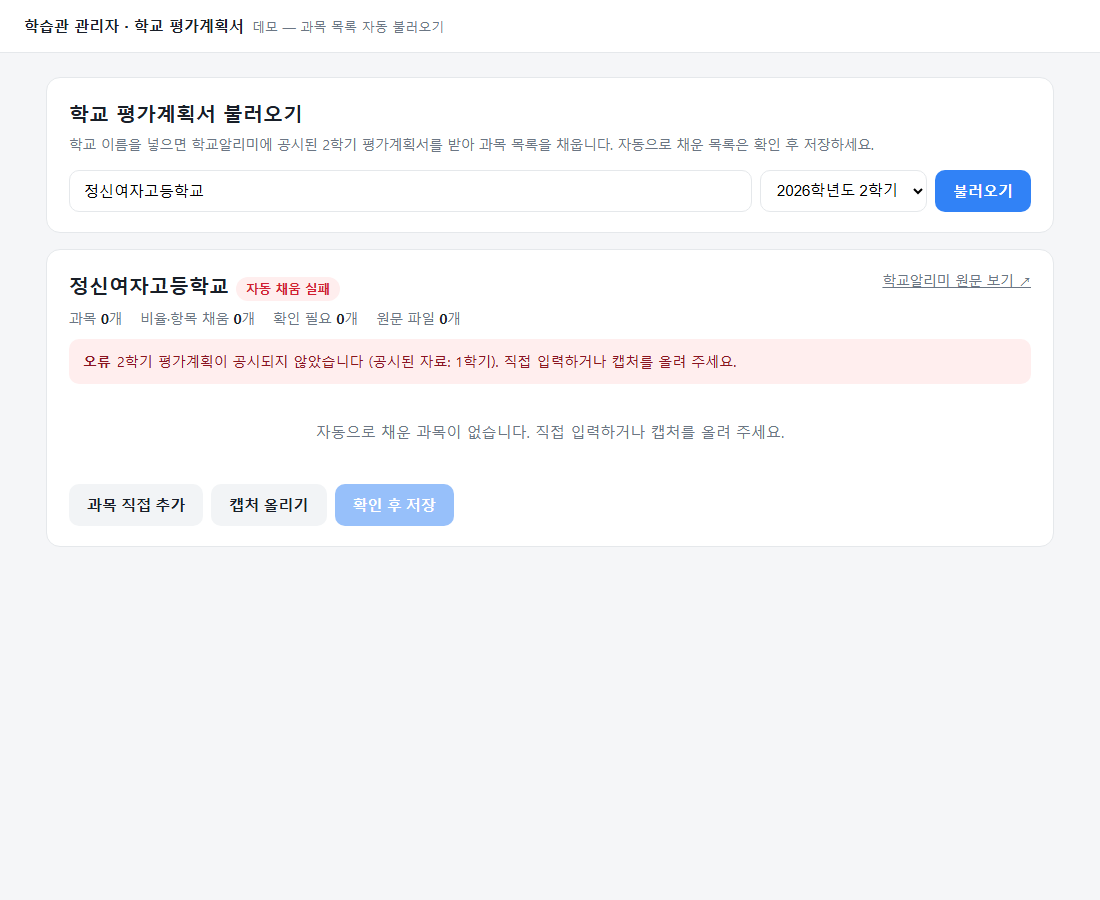 학습관 관리자 · 학교 평가계획서 데모 — 과목 목록 자동 불러오기
학교 평가계획서 불러오기
학교 이름을 넣으면 학교알리미에 공시된 2학기 평가계획서를 받아 과목 목록을 채웁니다. 자동으로 채운 목록은 확인 후 저장하세요.
정신여자고등학교 2026학년도 2학기 불러오기
정신여자고등학교 자동 채움 실패 학교알리미 원문 보기 ↗
과목 0개 비율·항목 채움 0개 확인 필요 0개 원문 파일 0개
오류 2학기 평가계획이 공시되지 않았습니다 (공시된 자료: 1학기). 직접 입력하거나 캡처를 올려 주세요.
자동으로 채운 과목이 없습니다. 직접 입력하거나 캡처를 올려 주세요.
과목 직접 추가 캡처 올리기 확인 후 저장